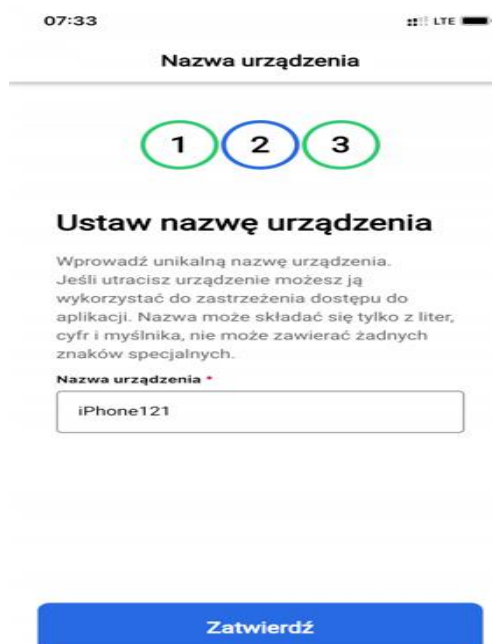 07:33
LTE
Nazwa urządzenia
1 2 3
Ustaw nazwę urządzenia
Wprowadź unikalną nazwę urządzenia.
Jeśli utracisz urządzenie możesz ją
wykorzystać do zastrzeżenia dostępu do
aplikacji. Nazwa może składać się tylko z liter,
cyfr i myślnika, nie może zawierać żadnych
znaków specjalnych.
Nazwa urządzenia *
iPhone121
Zatwierdź